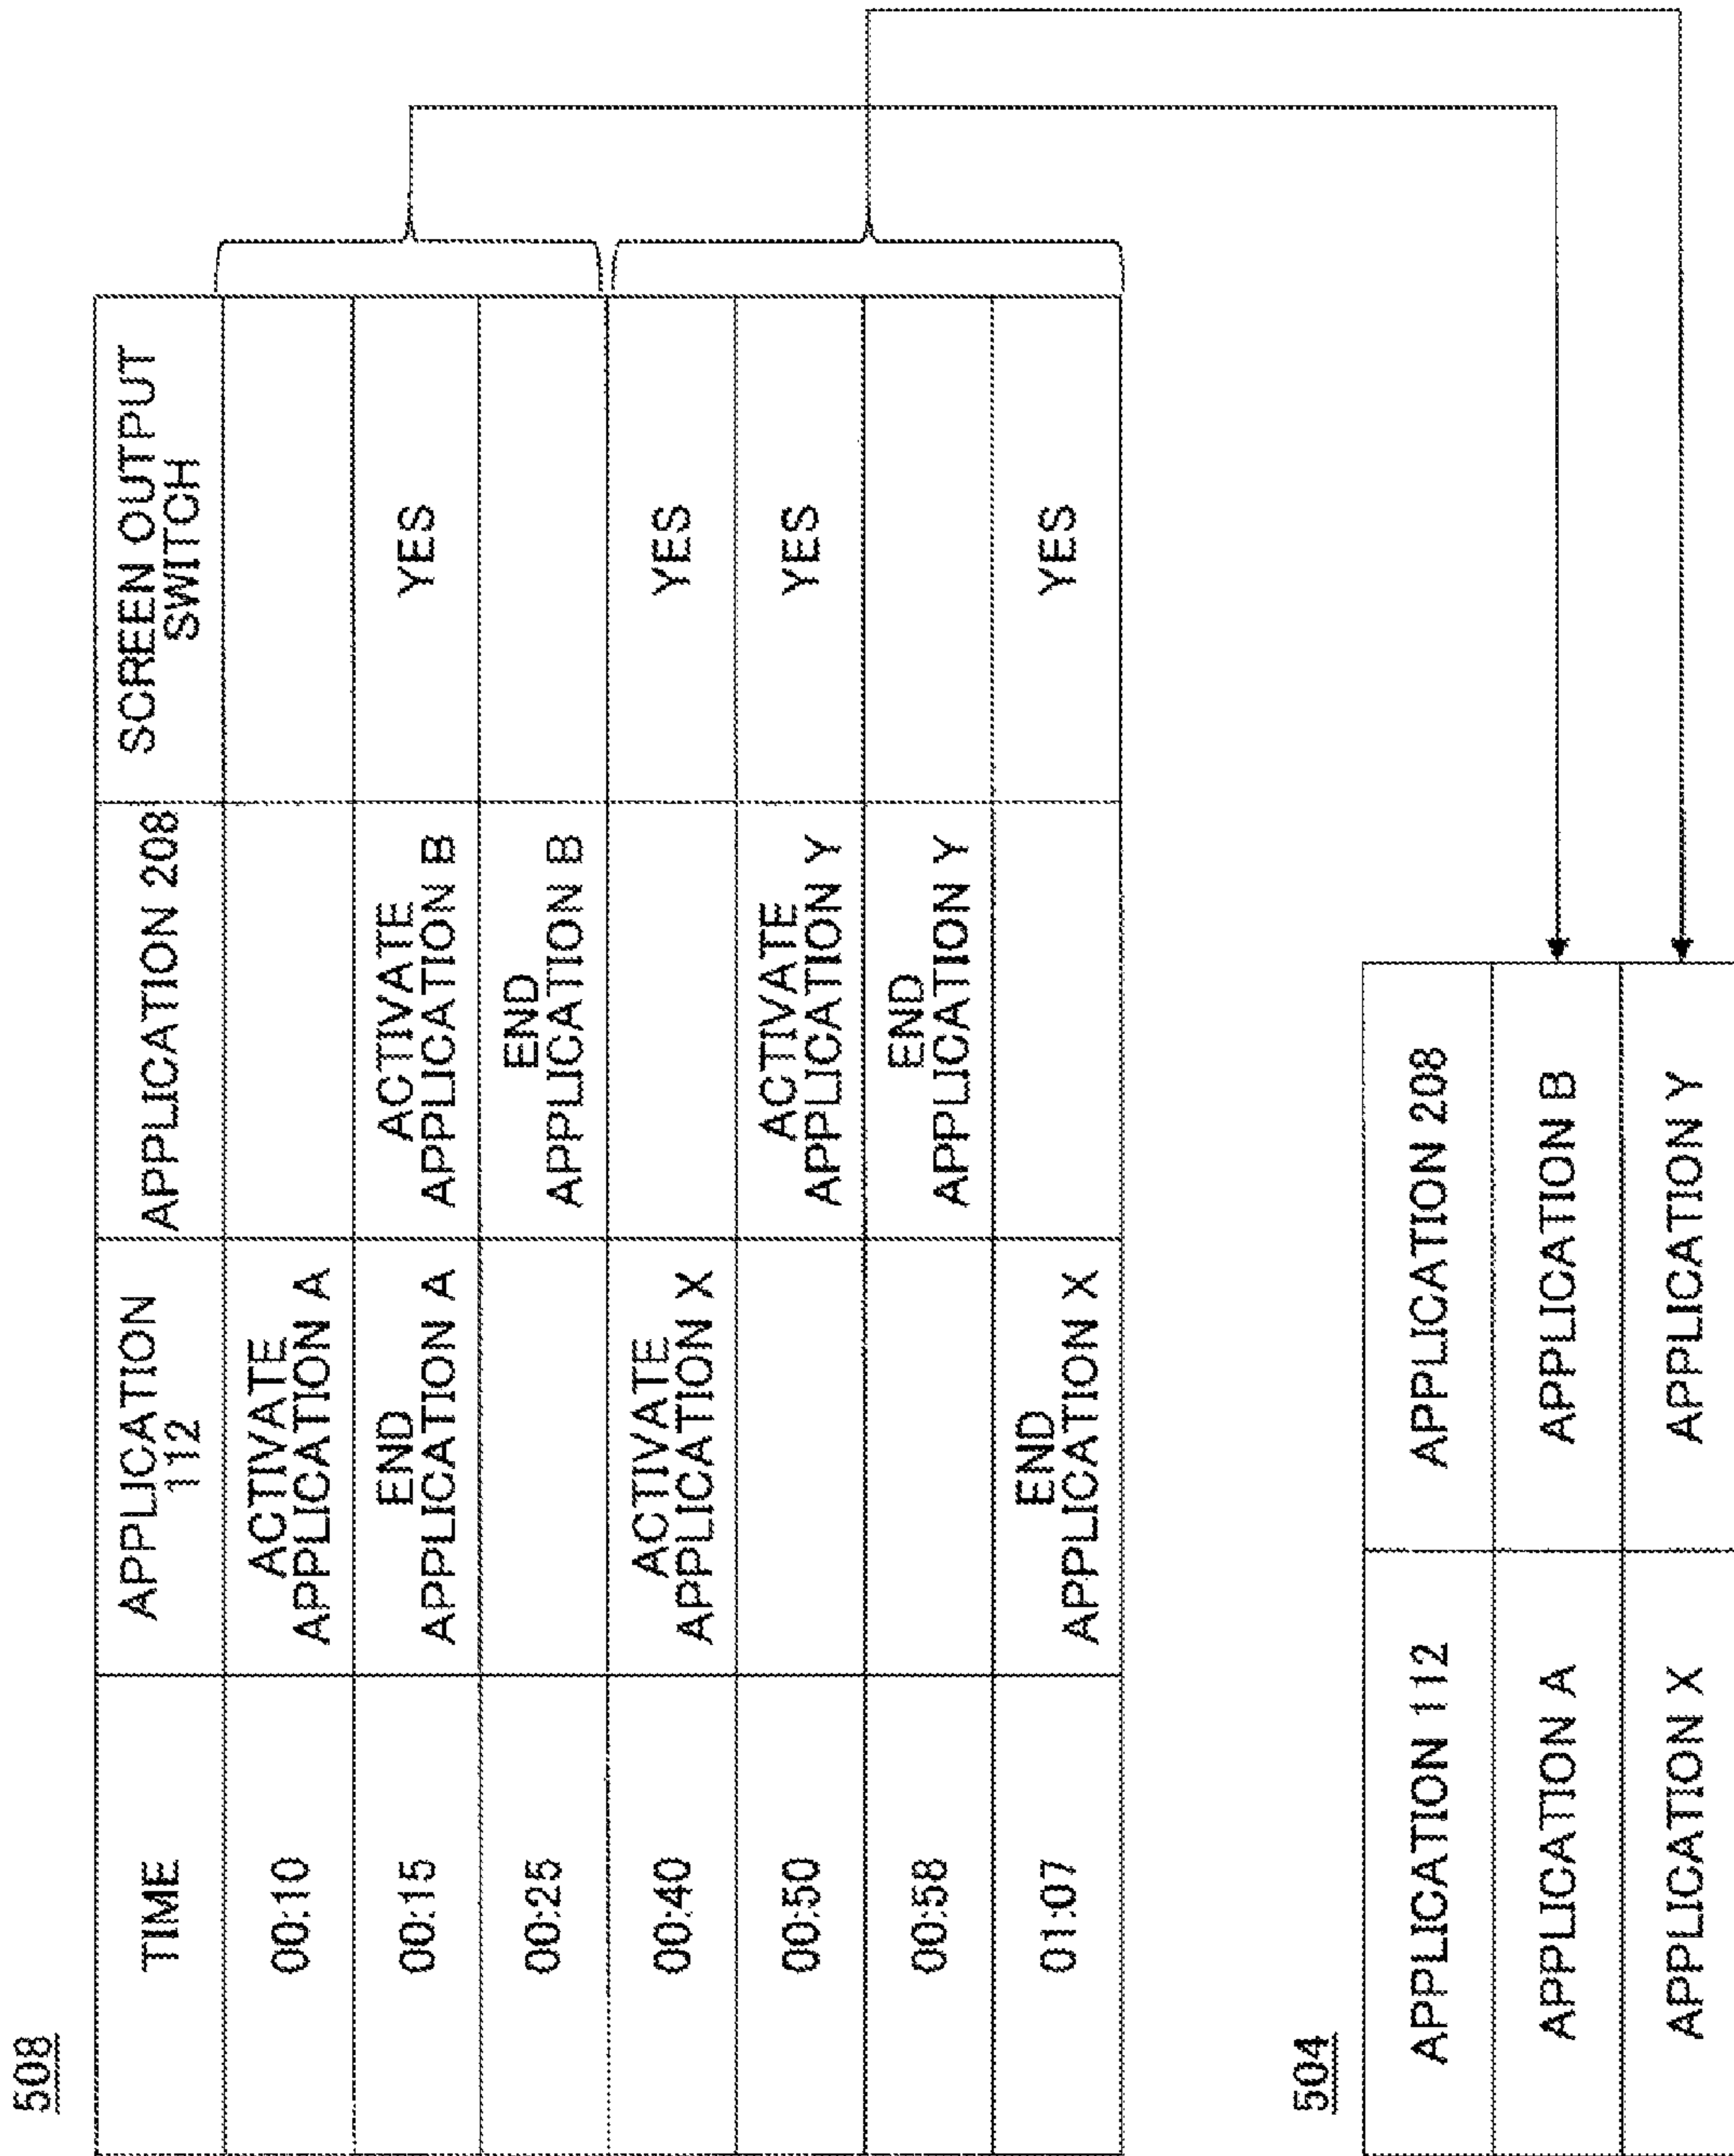 508
TIME
APPLICATION
112
APPLICATION 208
SCREEN OUTPUT
SWITCH
00:10
ACTIVATE
APPLICATION A
00:15
END
APPLICATION A
ACTIVATE
APPLICATION B
YES
00:25
END
APPLICATION B
00:40
ACTIVATE
APPLICATION X
YES
00:50
ACTIVATE
APPLICATION Y
YES
00:58
END
APPLICATION Y
01:07
END
APPLICATION X
YES
504
APPLICATION 112
APPLICATION 208
APPLICATION A
APPLICATION B
APPLICATION X
APPLICATION Y